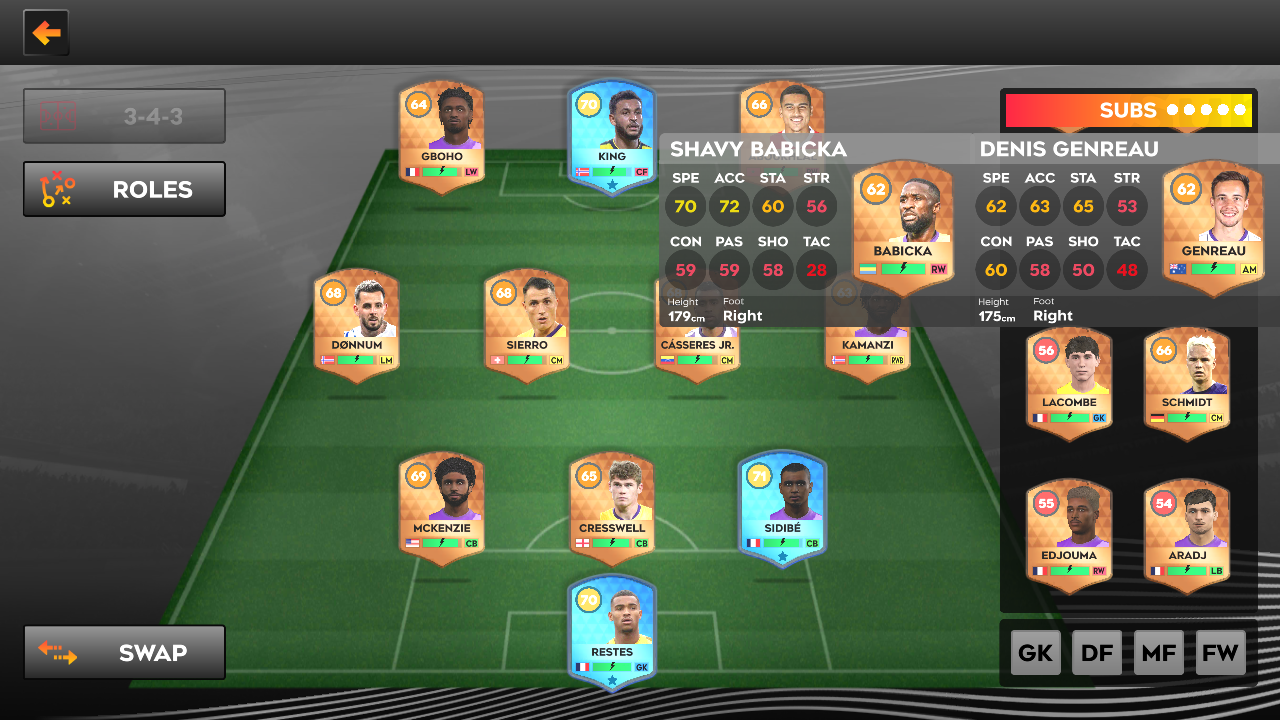 3-4-3
ROLES
SUBS
64
GBOHO
LW
70
KING
CF
66
SHAVY BABICKA
SPE ACC STA STR
70 72 60 56
CON PAS SHO TAC
59 59 58 28
Height Foot
179cm Right
62
BABICKA
RW
DENIS GENREAU
SPE ACC STA STR
62 63 65 53
CON PAS SHO TAC
60 58 50 48
Height Foot
175cm Right
62
GENREAU
AM
68
DØNNUM
LM
68
SIERRO
CM
CÁSSERES JR.
CM
63
KAMANZI
RWB
56
LACOMBE
GK
66
SCHMIDT
CM
69
MCKENZIE
CB
65
CRESSWELL
CB
71
SIDIBÉ
CB
55
EDJOUMA
RW
54
ARADJ
LB
70
RESTES
GK
SWAP
GK DF MF FW